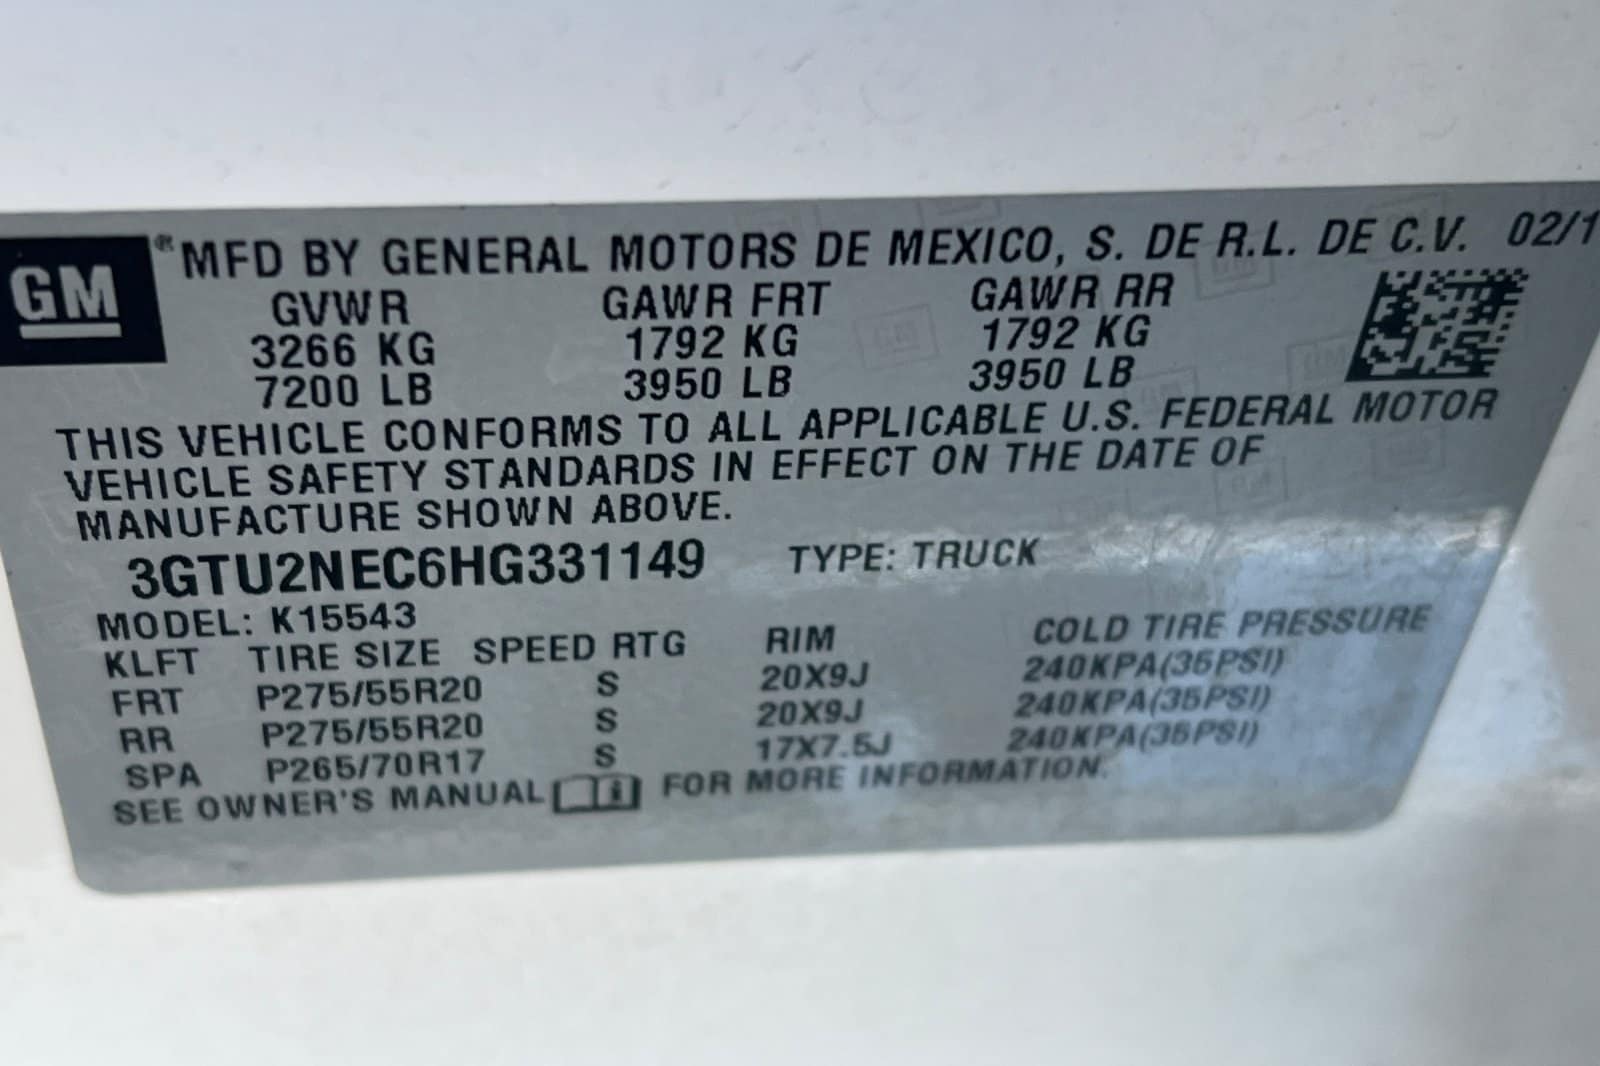 GM ® MFD BY GENERAL MOTORS DE MEXICO, S. DE R.L. DE C.V. 02/1
GVWR GAWR FRT GAWR RR
3266 KG 1792 KG 1792 KG
7200 LB 3950 LB 3950 LB
THIS VEHICLE CONFORMS TO ALL APPLICABLE U.S. FEDERAL MOTOR
VEHICLE SAFETY STANDARDS IN EFFECT ON THE DATE OF
MANUFACTURE SHOWN ABOVE.
3GTU2NEC6HG331149 TYPE: TRUCK
MODEL: K15543
KLFT TIRE SIZE SPEED RTG RIM COLD TIRE PRESSURE
FRT P275/55R20 S 20X9J 240KPA(35PSI)
RR P275/55R20 S 20X9J 240KPA(35PSI)
SPA P265/70R17 S 17X7.5J 240KPA(35PSI)
SEE OWNER'S MANUAL FOR MORE INFORMATION.